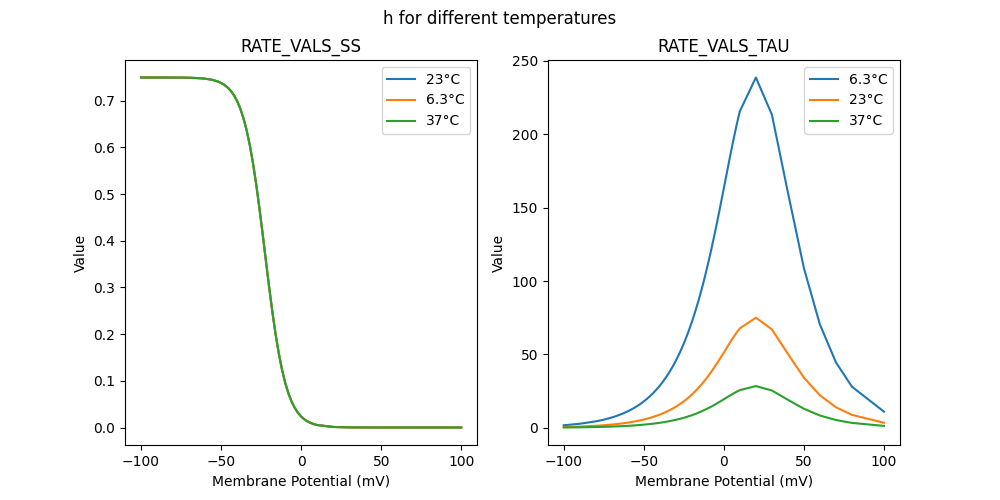 h for different temperatures
RATE_VALS_SS
23°C
6.3°C
37°C
0.7
0.6
0.5
0.4
0.3
0.2
0.1
0.0
Value
−100
−50
0
50
100
Membrane Potential (mV)
RATE_VALS_TAU
6.3°C
23°C
37°C
250
200
150
100
50
0
Value
−100
−50
0
50
100
Membrane Potential (mV)